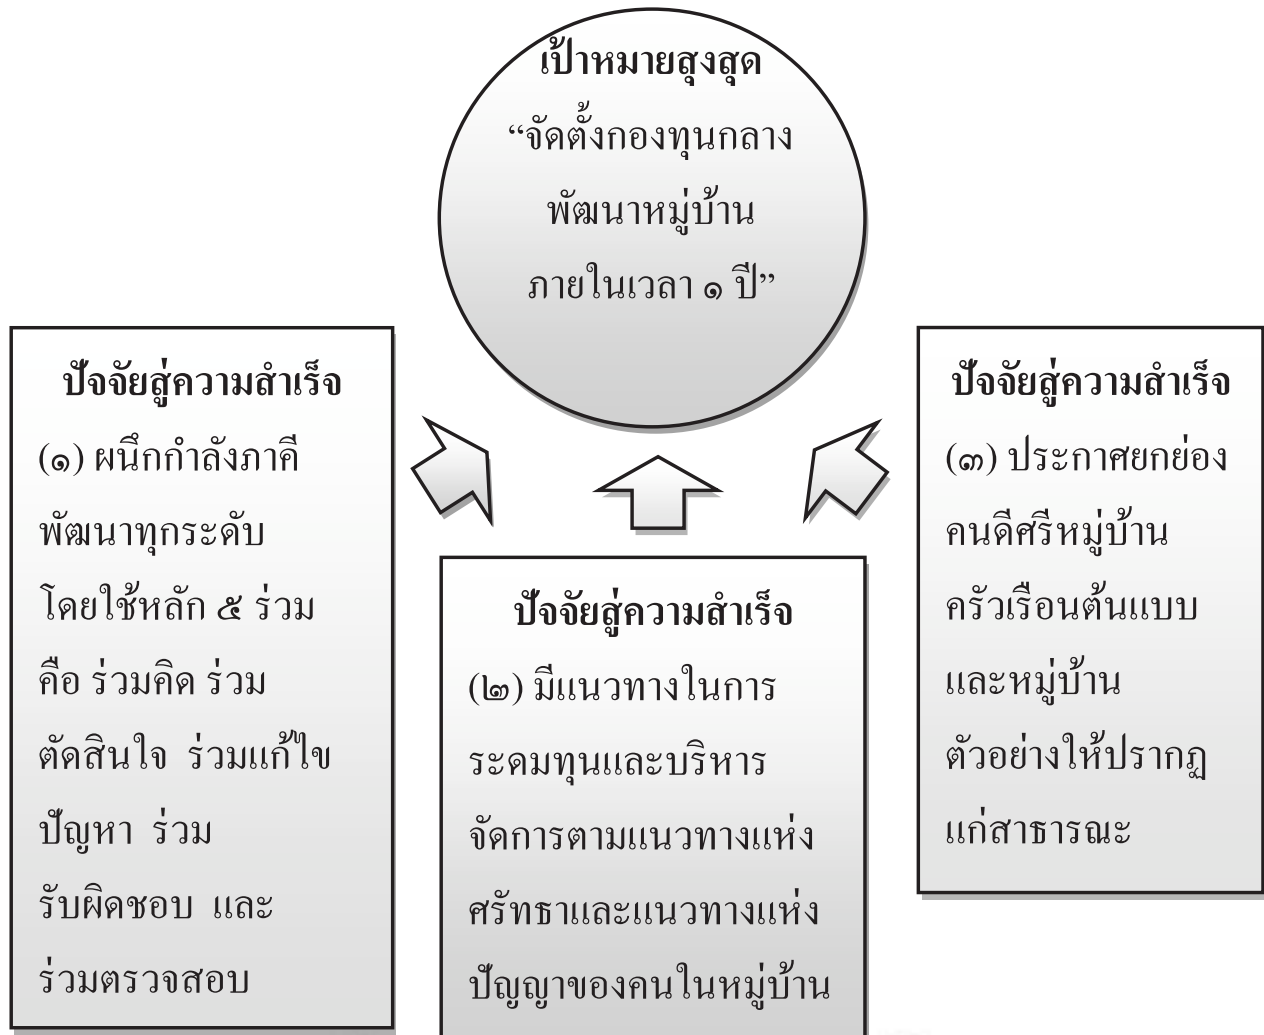 เป้าหมายสูงสุด
“จัดตั้งกองทุนกลาง
พัฒนาหมู่บ้าน
ภายในเวลา ๑ ปี”
ปัจจัยสู่ความสำเร็จ
(๑) ผนึกกำลังภาคี
พัฒนาทุกระดับ
โดยใช้หลัก ๕ ร่วม
คือ ร่วมคิด ร่วม
ตัดสินใจ ร่วมแก้ไข
ปัญหา ร่วม
รับผิดชอบ และ
ร่วมตรวจสอบ
ปัจจัยสู่ความสำเร็จ
(๒) มีแนวทางในการ
ระดมทุนและบริหาร
จัดการตามแนวทางแห่ง
ศรัทธาและแนวทางแห่ง
ปัญญาของคนในหมู่บ้าน
ปัจจัยสู่ความสำเร็จ
(๓) ประกาศยกย่อง
คนดีศรีหมู่บ้าน
ครัวเรือนต้นแบบ
และหมู่บ้าน
ตัวอย่างให้ปรากฏ
แก่สาธารณะ